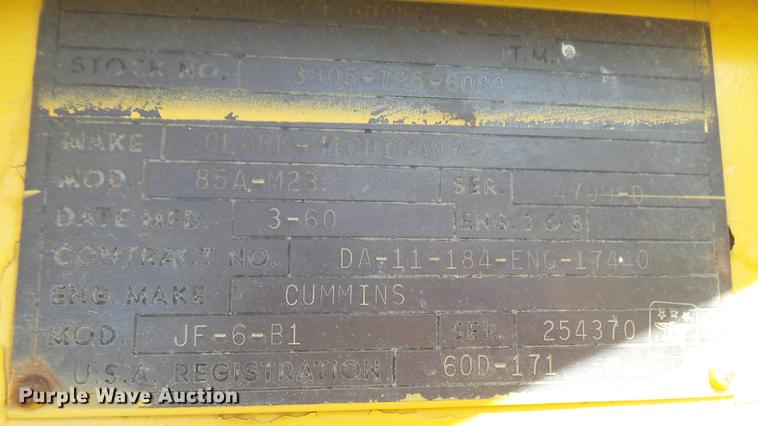 T.M.
STOCK NO. 3805-725-6089
MAKE CLARK-MICHIGAN
MOD. 85A-M23 SER. 4709-D
DATE MFD. 3-60 ENG.
CONTRACT NO. DA-11-184-ENG-17440
ENG. MAKE CUMMINS
MOD. JF-6-B1 SER. 254370
U.S.A. REGISTRATION 60D-171
Purple Wave Auction